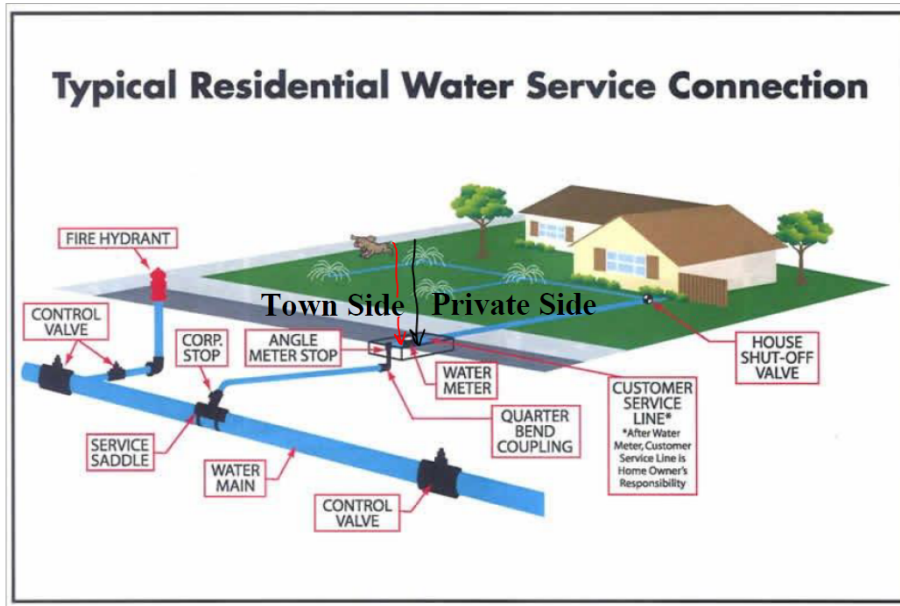 Typical Residential Water Service Connection
FIRE HYDRANT
Town Side
Private Side
CONTROL
VALVE
CORP.
STOP
ANGLE
METER STOP
WATER
METER
HOUSE
SHUT-OFF
VALVE
CUSTOMER
SERVICE
LINE*
*After Water
Meter, Customer
Service Line is
Home Owner's
Responsibility
QUARTER
BEND
COUPLING
SERVICE
SADDLE
WATER
MAIN
CONTROL
VALVE